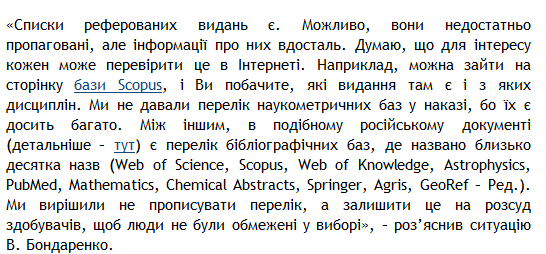 «Списки реферованих видань є. Можливо, вони недостатньо
пропаговані, але інформації про них вдосталь. Думаю, що для інтересу
кожен може перевірити це в Інтернеті. Наприклад, можна зайти на
сторінку бази Scopus, і Ви побачите, які видання там є і з яких
дисциплін. Ми не давали перелік наукометричних баз у наказі, бо їх є
досить багато. Між іншим, в подібному російському документі
(детальніше – тут) є перелік бібліографічних баз, де названо близько
десятка назв (Web of Science, Scopus, Web of Knowledge, Astrophysics,
PubMed, Mathematics, Chemical Abstracts, Springer, Agris, GeoRef – Ред.).
Ми вирішили не прописувати перелік, а залишити це на розсуд
здобувачів, щоб люди не були обмежені у виборі», – роз’яснив ситуацію
В. Бондаренко.